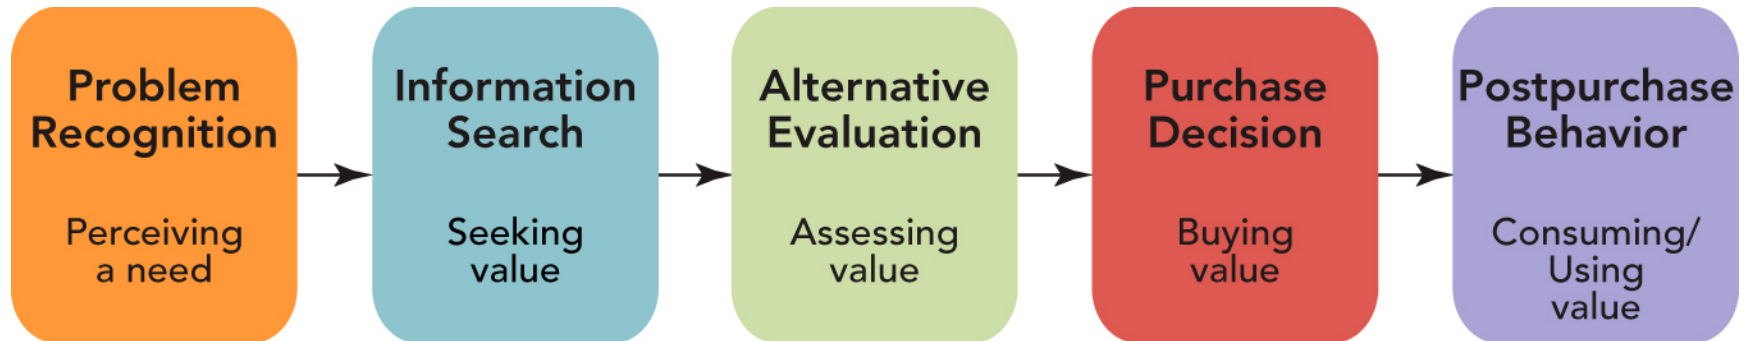 Problem
Recognition
Perceiving
a need
Information
Search
Seeking
value
Alternative
Evaluation
Assessing
value
Purchase
Decision
Buying
value
Postpurchase
Behavior
Consuming/
Using
value